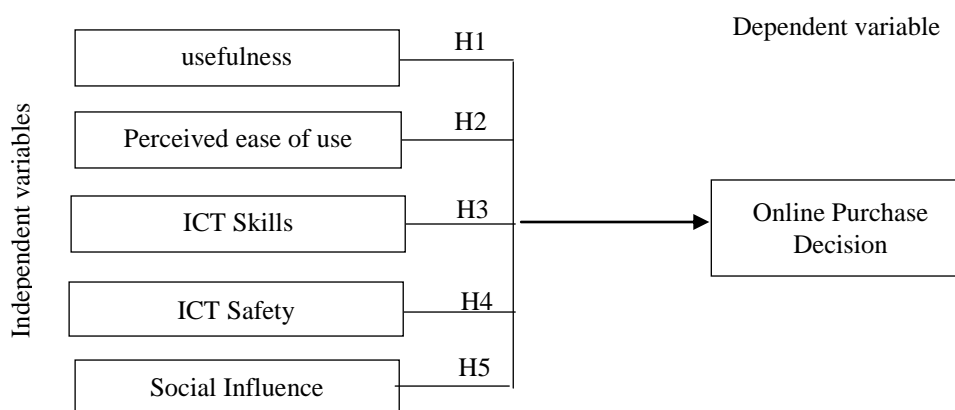 Dependent variable
Independent variables
usefulness
H1
Perceived ease of use
H2
ICT Skills
H3
ICT Safety
H4
Social Influence
H5
Online Purchase
Decision